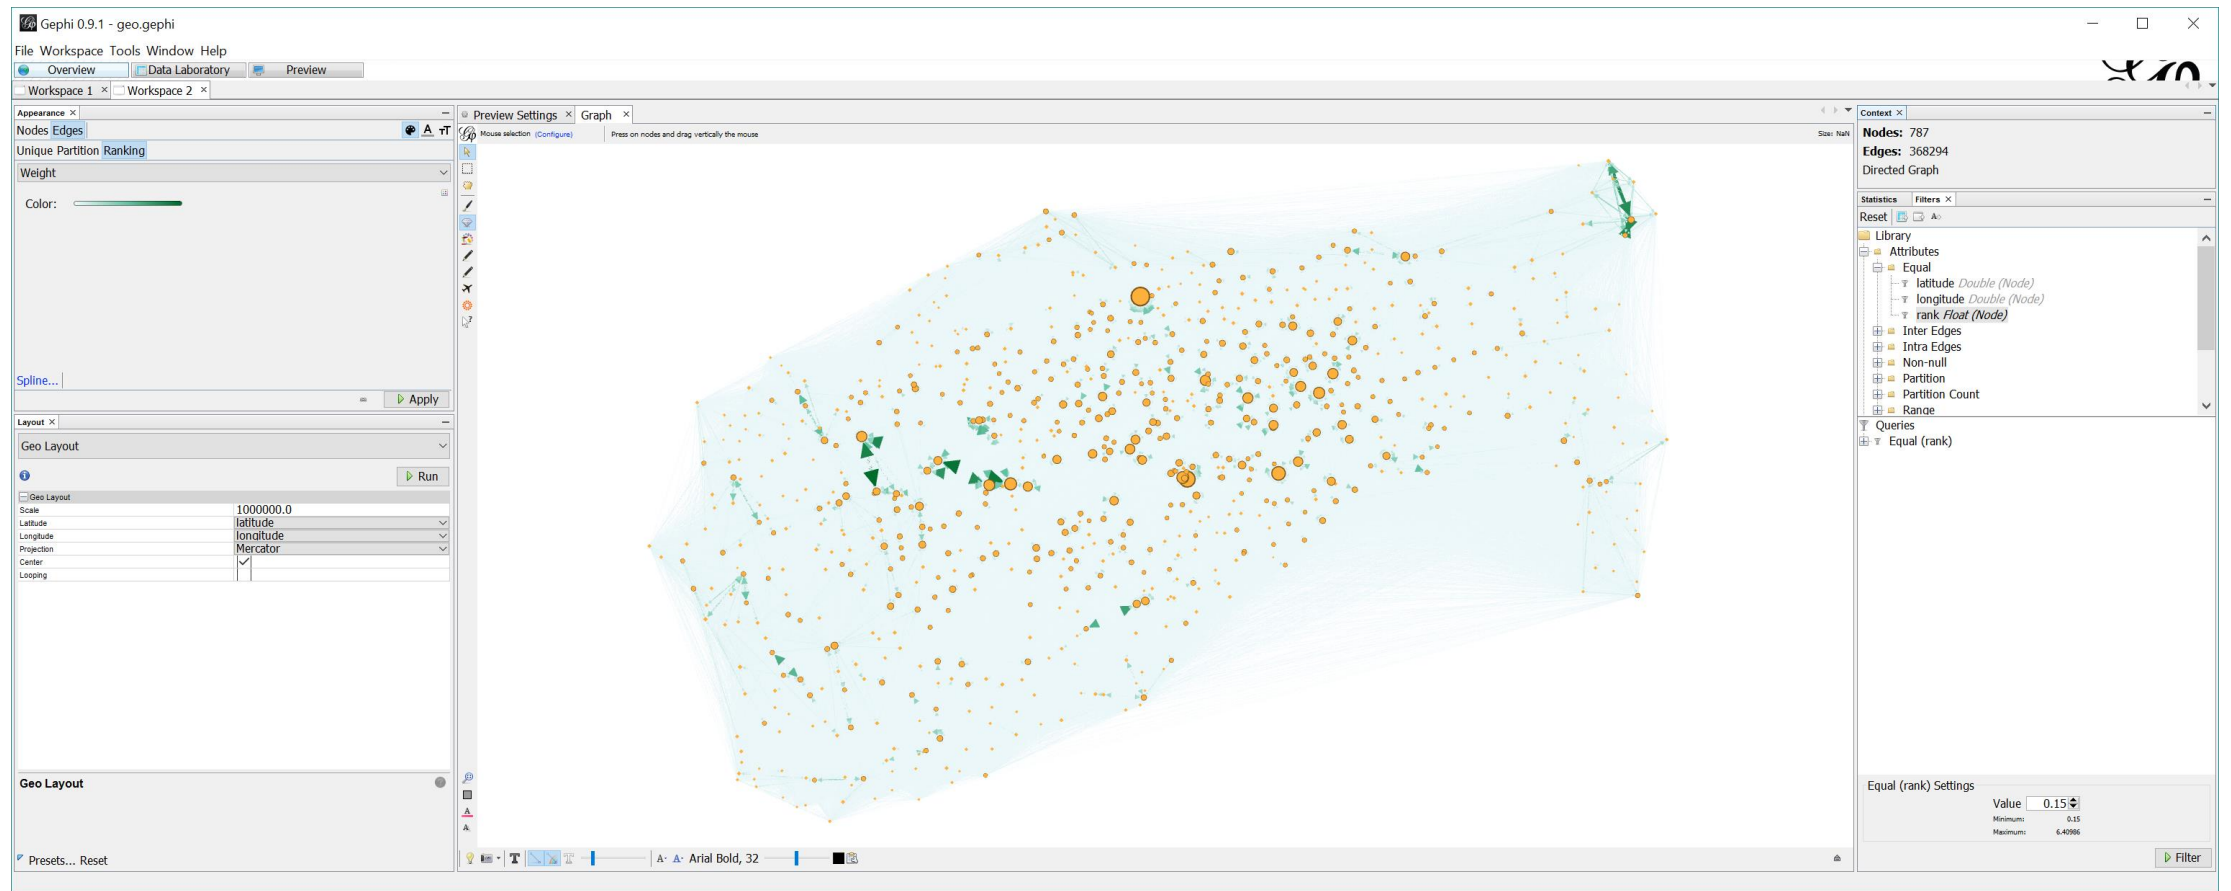 Gephi 0.9.1 - geo.gephi
File Workspace Tools Window Help
Overview Data Laboratory Preview
Workspace 1 × Workspace 2 ×
Appearance ×
Nodes Edges
Unique Partition Ranking
Weight
Color:
Spline...
Apply
Layout ×
Geo Layout
Run
Geo Layout
Scale 1000000.0
Latitude latitude
Longitude longitude
Projection Mercator
Center
Looping
Geo Layout
Presets... Reset
Preview Settings × Graph ×
Mouse selection (Configure) Press on nodes and drag vertically the mouse Size: NaN
Arial Bold, 32
Context ×
Nodes: 787
Edges: 368294
Directed Graph
Statistics Filters ×
Reset
Library
Attributes
Equal
latitude Double (Node)
longitude Double (Node)
rank Float (Node)
Inter Edges
Intra Edges
Non-null
Partition
Partition Count
Range
Queries
Equal (rank)
Equal (rank) Settings
Value 0.15
Minimum: 0.15
Maximum: 6.40986
Filter